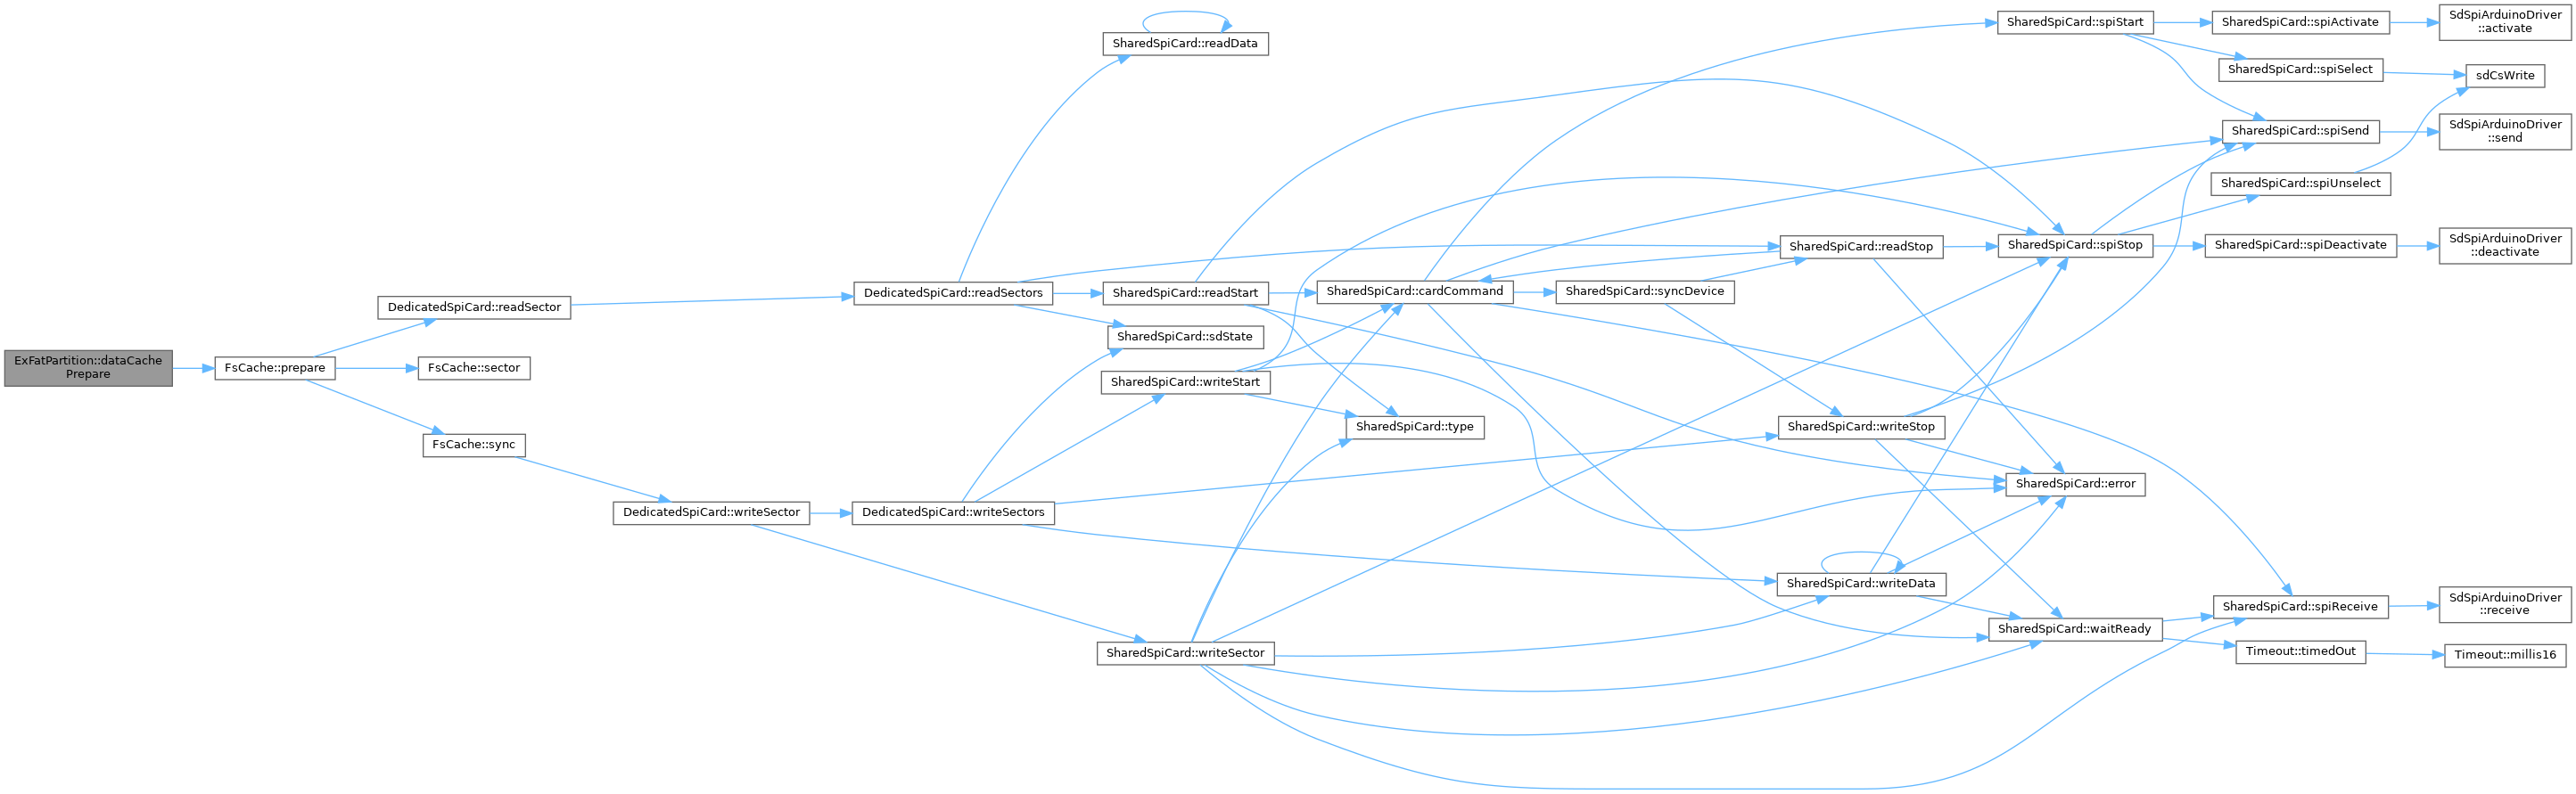 ExFatPartition::dataCache
Prepare
FsCache::prepare
DedicatedSpiCard::readSector
FsCache::sector
FsCache::sync
DedicatedSpiCard::writeSector
DedicatedSpiCard::readSectors
DedicatedSpiCard::writeSectors
SharedSpiCard::readData
SharedSpiCard::readStart
SharedSpiCard::sdState
SharedSpiCard::writeStart
SharedSpiCard::writeSector
SharedSpiCard::cardCommand
SharedSpiCard::type
SharedSpiCard::syncDevice
SharedSpiCard::readStop
SharedSpiCard::writeStop
SharedSpiCard::writeData
SharedSpiCard::spiStart
SharedSpiCard::spiStop
SharedSpiCard::error
SharedSpiCard::waitReady
SharedSpiCard::spiActivate
SharedSpiCard::spiSelect
SharedSpiCard::spiSend
SharedSpiCard::spiUnselect
SharedSpiCard::spiDeactivate
SharedSpiCard::spiReceive
Timeout::timedOut
SdSpiArduinoDriver
::activate
sdCsWrite
SdSpiArduinoDriver
::send
SdSpiArduinoDriver
::deactivate
SdSpiArduinoDriver
::receive
Timeout::millis16